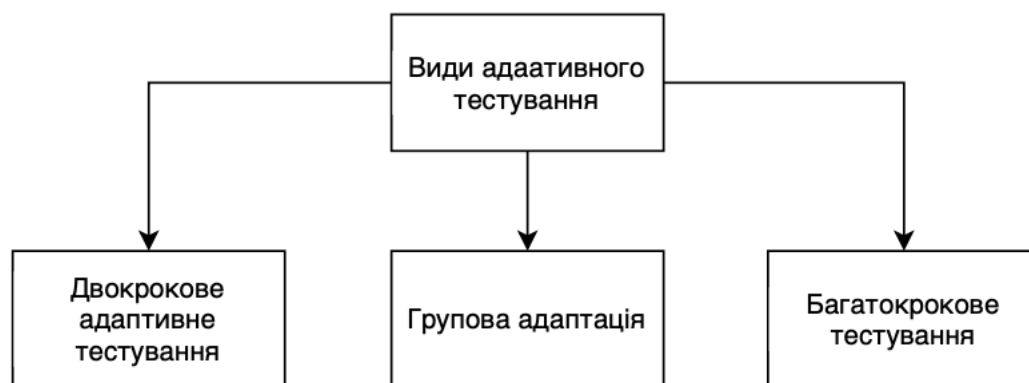 Види адаативного
тестування
Двокрокове
адаптивне
тестування
Групова адаптація
Багатокрокове
тестування